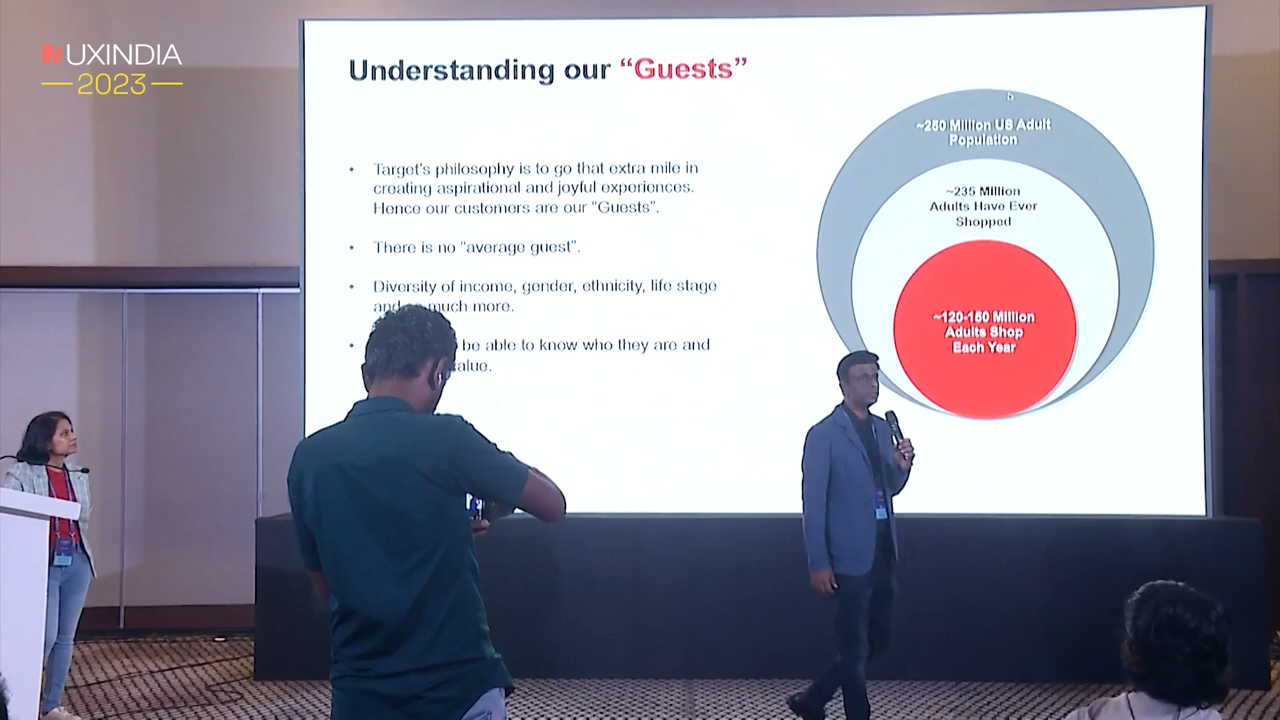 UXINDIA
2023
Understanding our “Guests”
• Target's philosophy is to go that extra mile in
creating aspirational and joyful experiences.
Hence our customers are our “Guests”.
• There is no “average guest”.
• Diversity of income, gender, ethnicity, life stage
and much more.
• be able to know who they are and
value.
~250 Million US Adult
Population
~235 Million
Adults Have Ever
Shopped
~120-150 Million
Adults Shop
Each Year